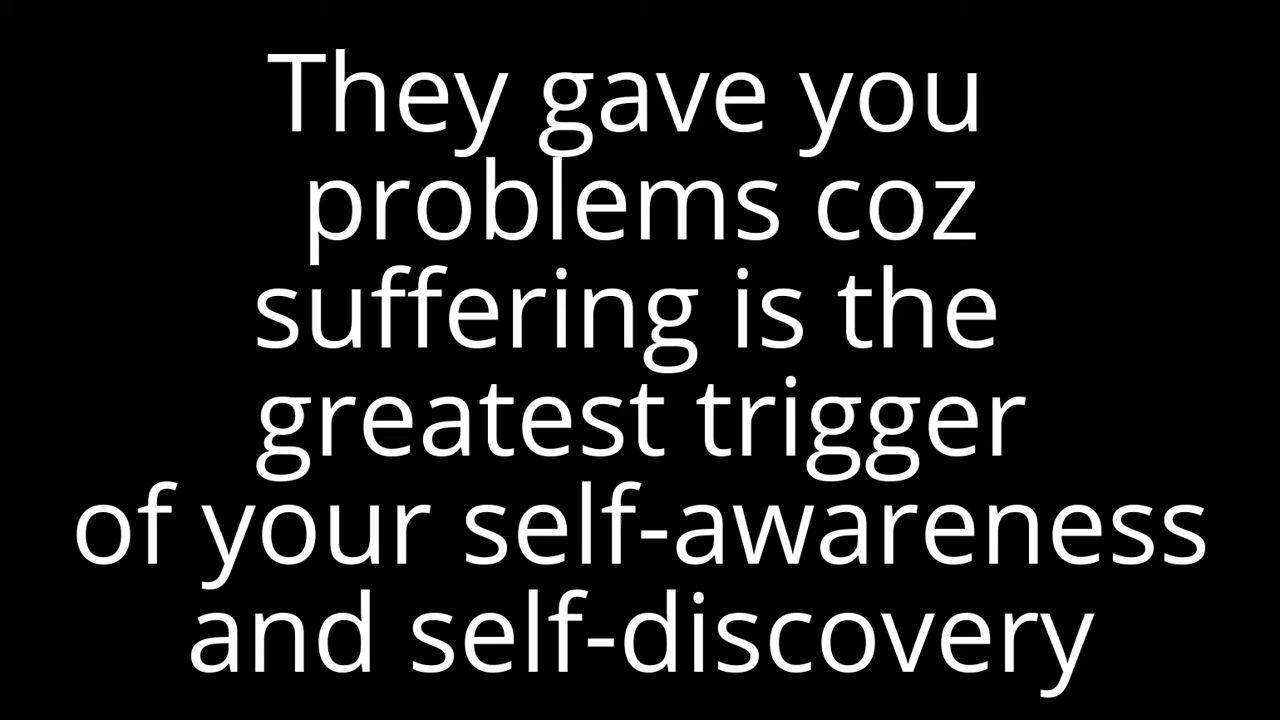 They gave you
problems coz
suffering is the
greatest trigger
of your self-awareness
and self-discovery